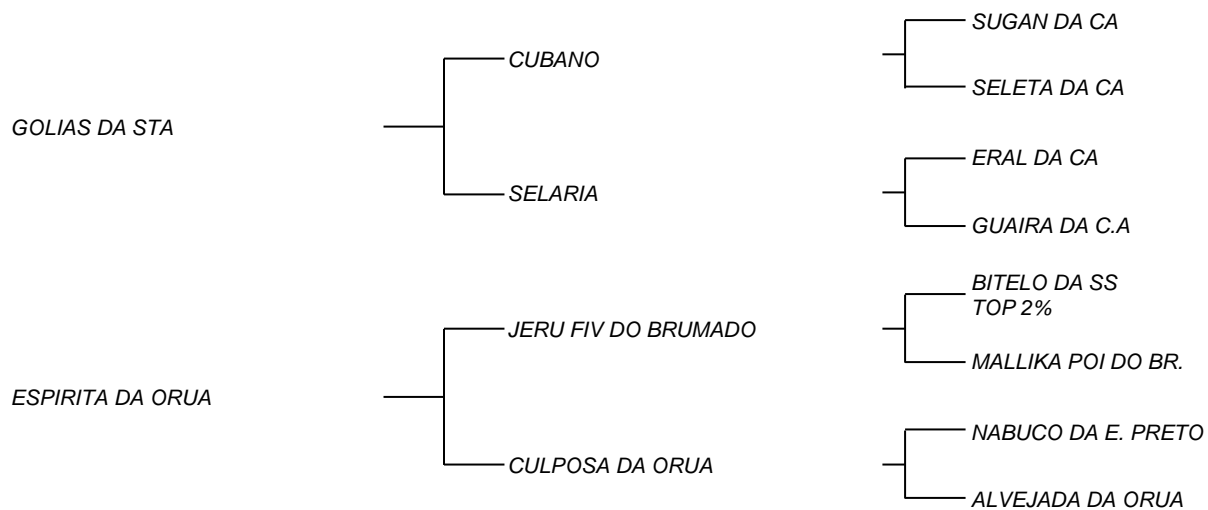 SUGAN DA CA
CUBANO
SELETA DA CA
GOLIAS DA STA
ERAL DA CA
SELARIA
GUAIRA DA C.A
BITELO DA SS
TOP 2%
JERU FIV DO BRUMADO
MALLIKA POI DO BR.
ESPIRITA DA ORUA
NABUCO DA E. PRETO
CULPOSA DA ORUA
ALVEJADA DA ORUA